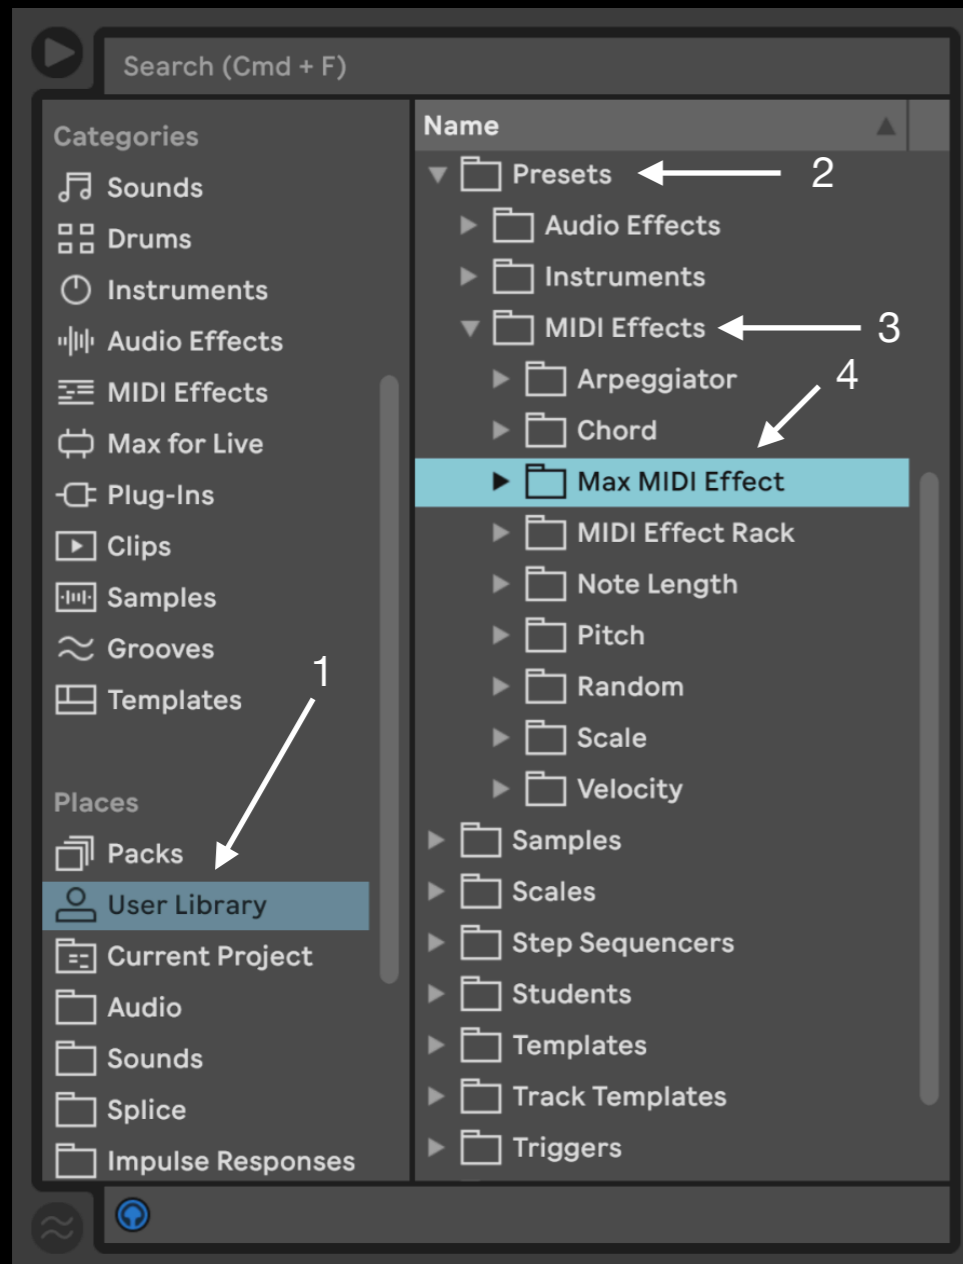 Search (Cmd + F)
Categories
Sounds
Drums
Instruments
Audio Effects
MIDI Effects
Max for Live
Plug-Ins
Clips
Samples
Grooves
Templates
1
Places
Packs
User Library
Current Project
Audio
Sounds
Splice
Impulse Responses
Name
Presets 2
Audio Effects
Instruments
MIDI Effects 3
Arpeggiator 4
Chord
Max MIDI Effect
MIDI Effect Rack
Note Length
Pitch
Random
Scale
Velocity
Samples
Scales
Step Sequencers
Students
Templates
Track Templates
Triggers